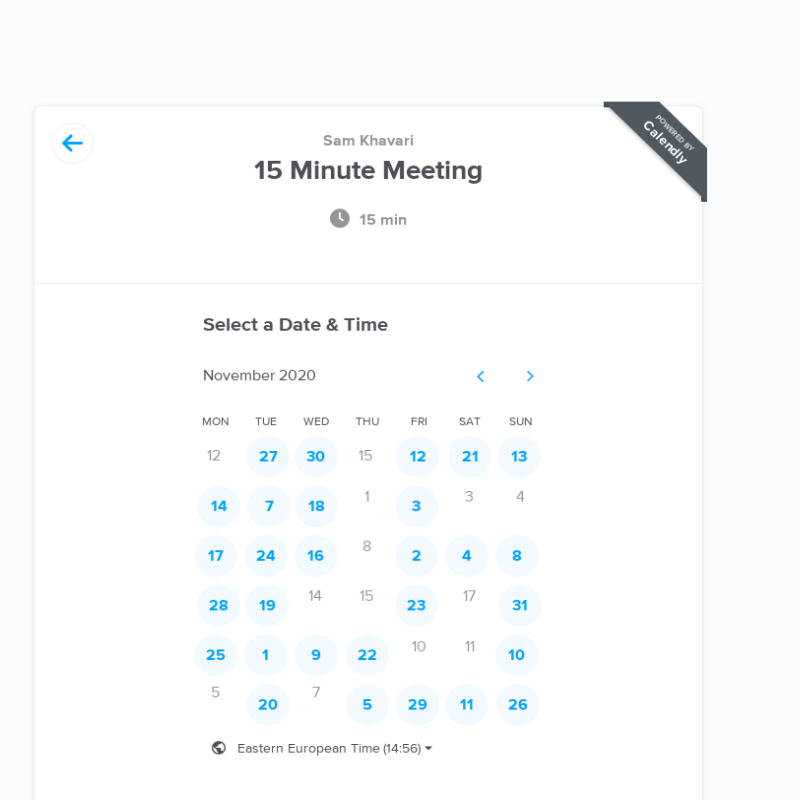 POWERED BY
Calendly
Sam Khavari
15 Minute Meeting
15 min
Select a Date & Time
November 2020
MON TUE WED THU FRI SAT SUN
12 27 30 15 12 21 13
14 7 18 1 3 3 4
17 24 16 8 2 4 8
28 19 14 15 23 17 31
25 1 9 22 10 11 10
5 20 7 5 29 11 26
Eastern European Time (14:56)